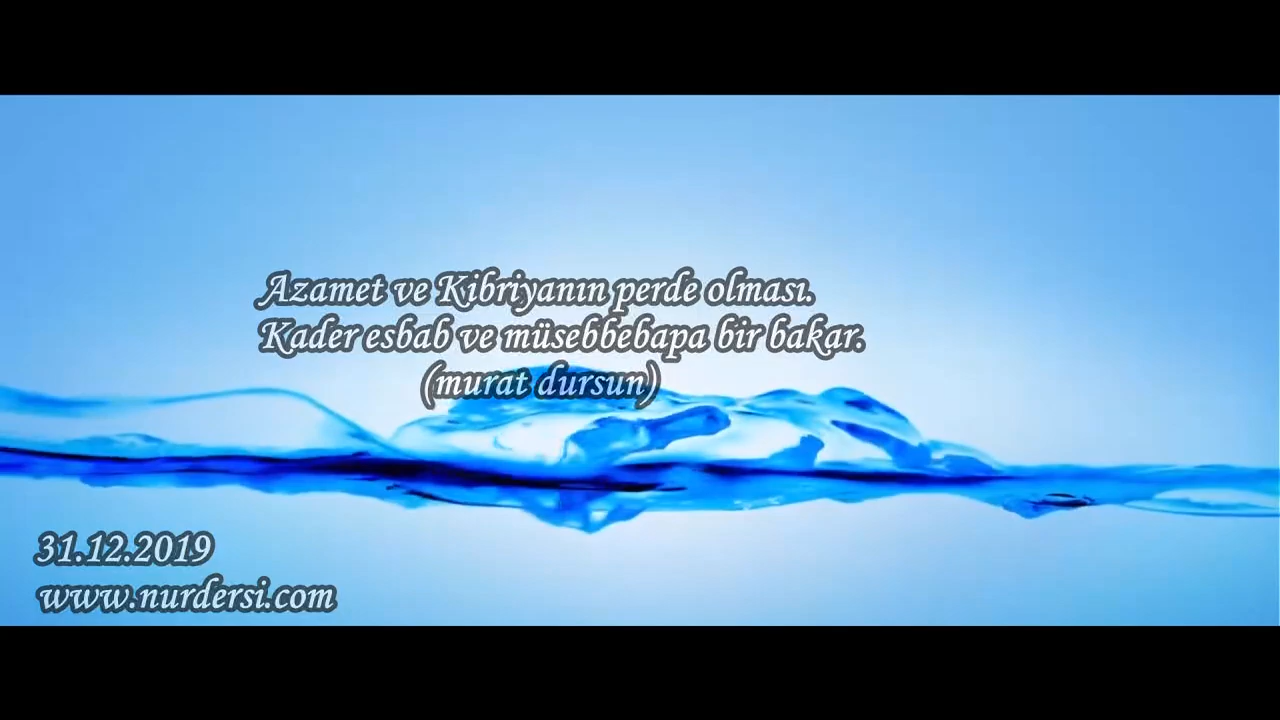 Azamet ve Kibriyanın perde olması.
Kader esbab ve müsebbebapa bir bakar.
(murat dursun)
31.12.2019
www.nurdersi.com